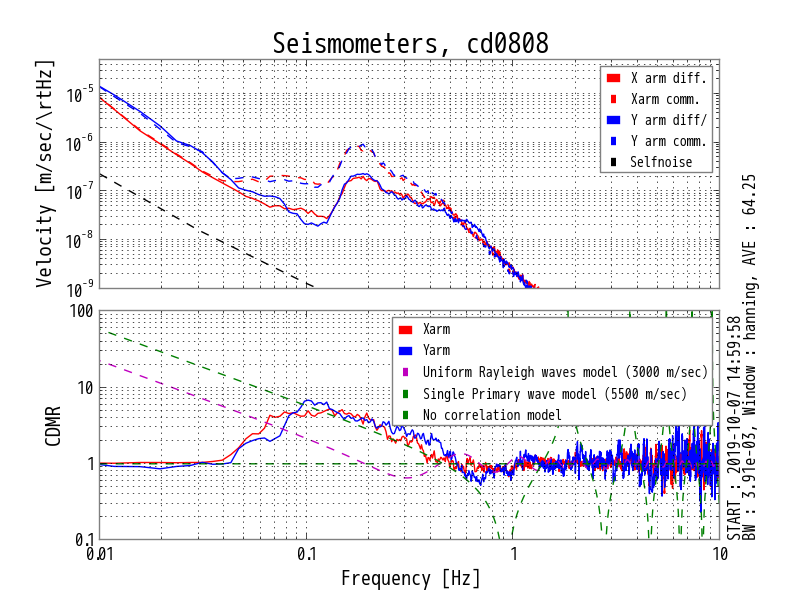 Seismometers, cd0808
Velocity [m/sec/\rtHz]
10-5
10-6
10-7
10-8
10-9
X arm diff.
Xarm comm.
Y arm diff/
Y arm comm.
Selfnoise
CDMR
100
10
1
0.1
Xarm
Yarm
Uniform Rayleigh waves model (3000 m/sec)
Single Primary wave model (5500 m/sec)
No correlation model
0.01
0.1
1
10
Frequency [Hz]
START : 2019-10-07 14:59:58
BW : 3.91e-03, Window : hanning, AVE : 64.25